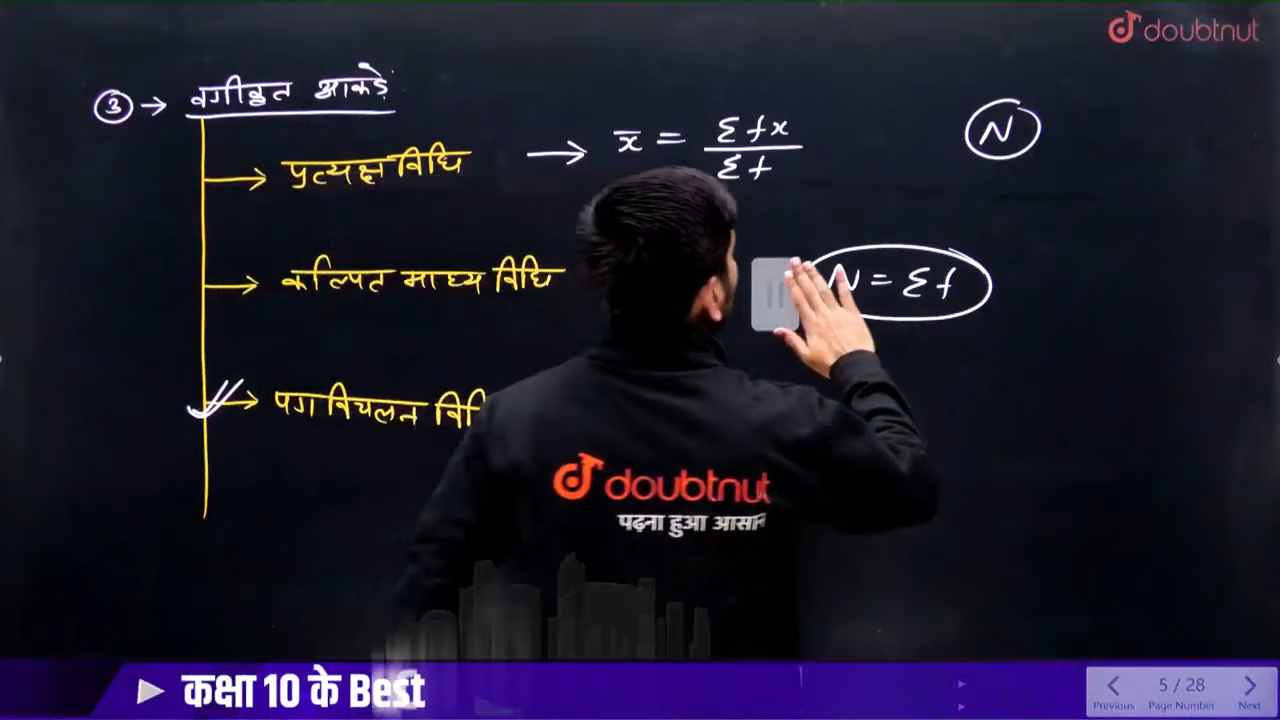 doubtnut
③ → वर्गीकृत आकड़े
→ प्रत्यक्ष विधि → x̄ = Σfx / Σf
N
→ कल्पित माध्य विधि
N = Σf
→ पग विचलन
doubtnut
पढ़ना हुआ आसान
कक्षा 10 के Best
5 / 28
Previous Page Number Next